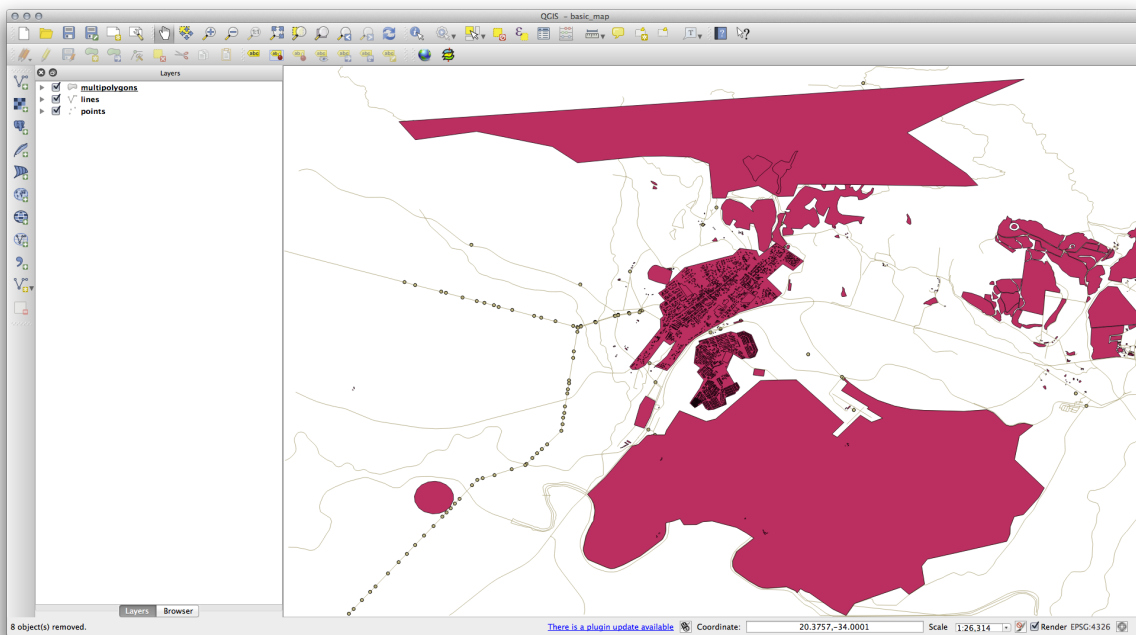 QGIS - basic_map
Layers
multipolygons
lines
points
Layers Browser
8 object(s) removed.
There is a plugin update available
Coordinate: 20.3757,-34.0001
Scale 1:26,314
Render EPSG:4326